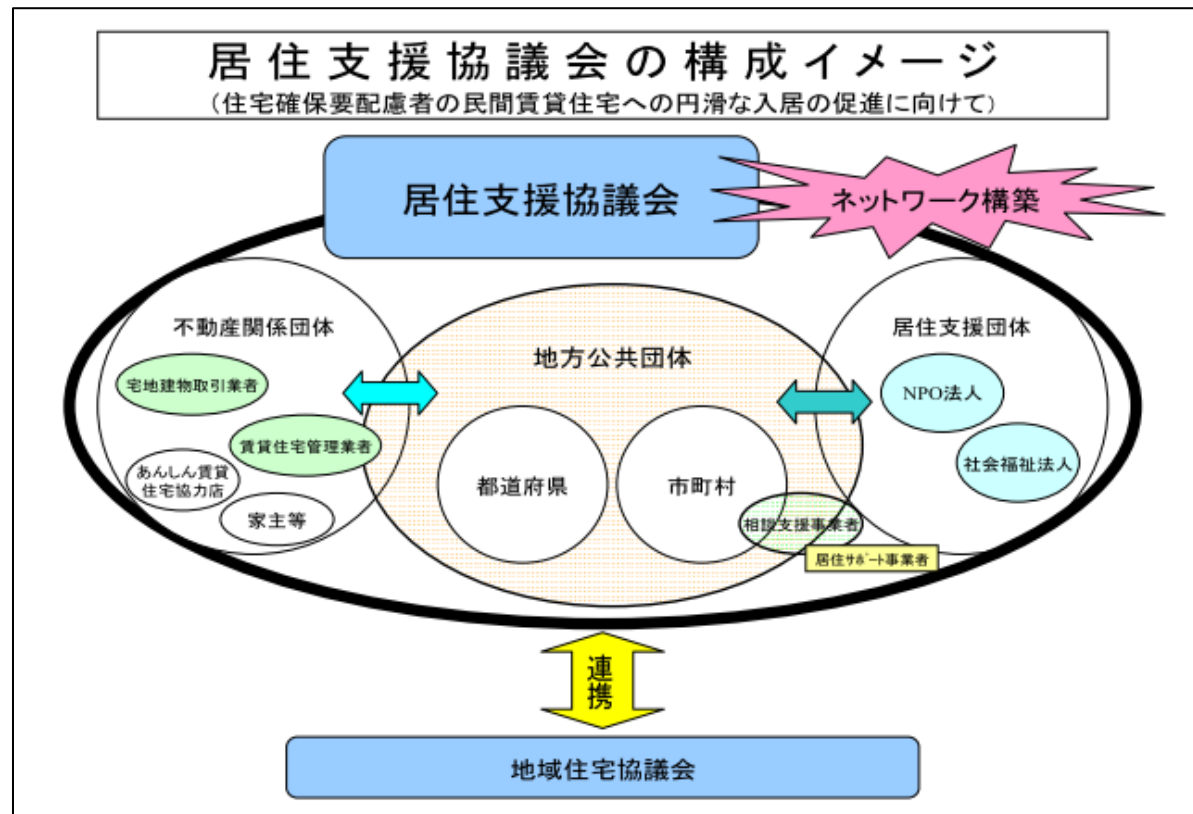 居住支援協議会の構成イメージ
(住宅確保要配慮者の民間賃貸住宅への円滑な入居の促進に向けて)
居住支援協議会
ネットワーク構築
不動産関係団体
宅地建物取引業者
賃貸住宅管理業者
あんしん賃貸
住宅協力店
家主等
地方公共団体
都道府県
市町村
相談支援事業者
居住サポート事業者
居住支援団体
NPO法人
社会福祉法人
連携
地域住宅協議会